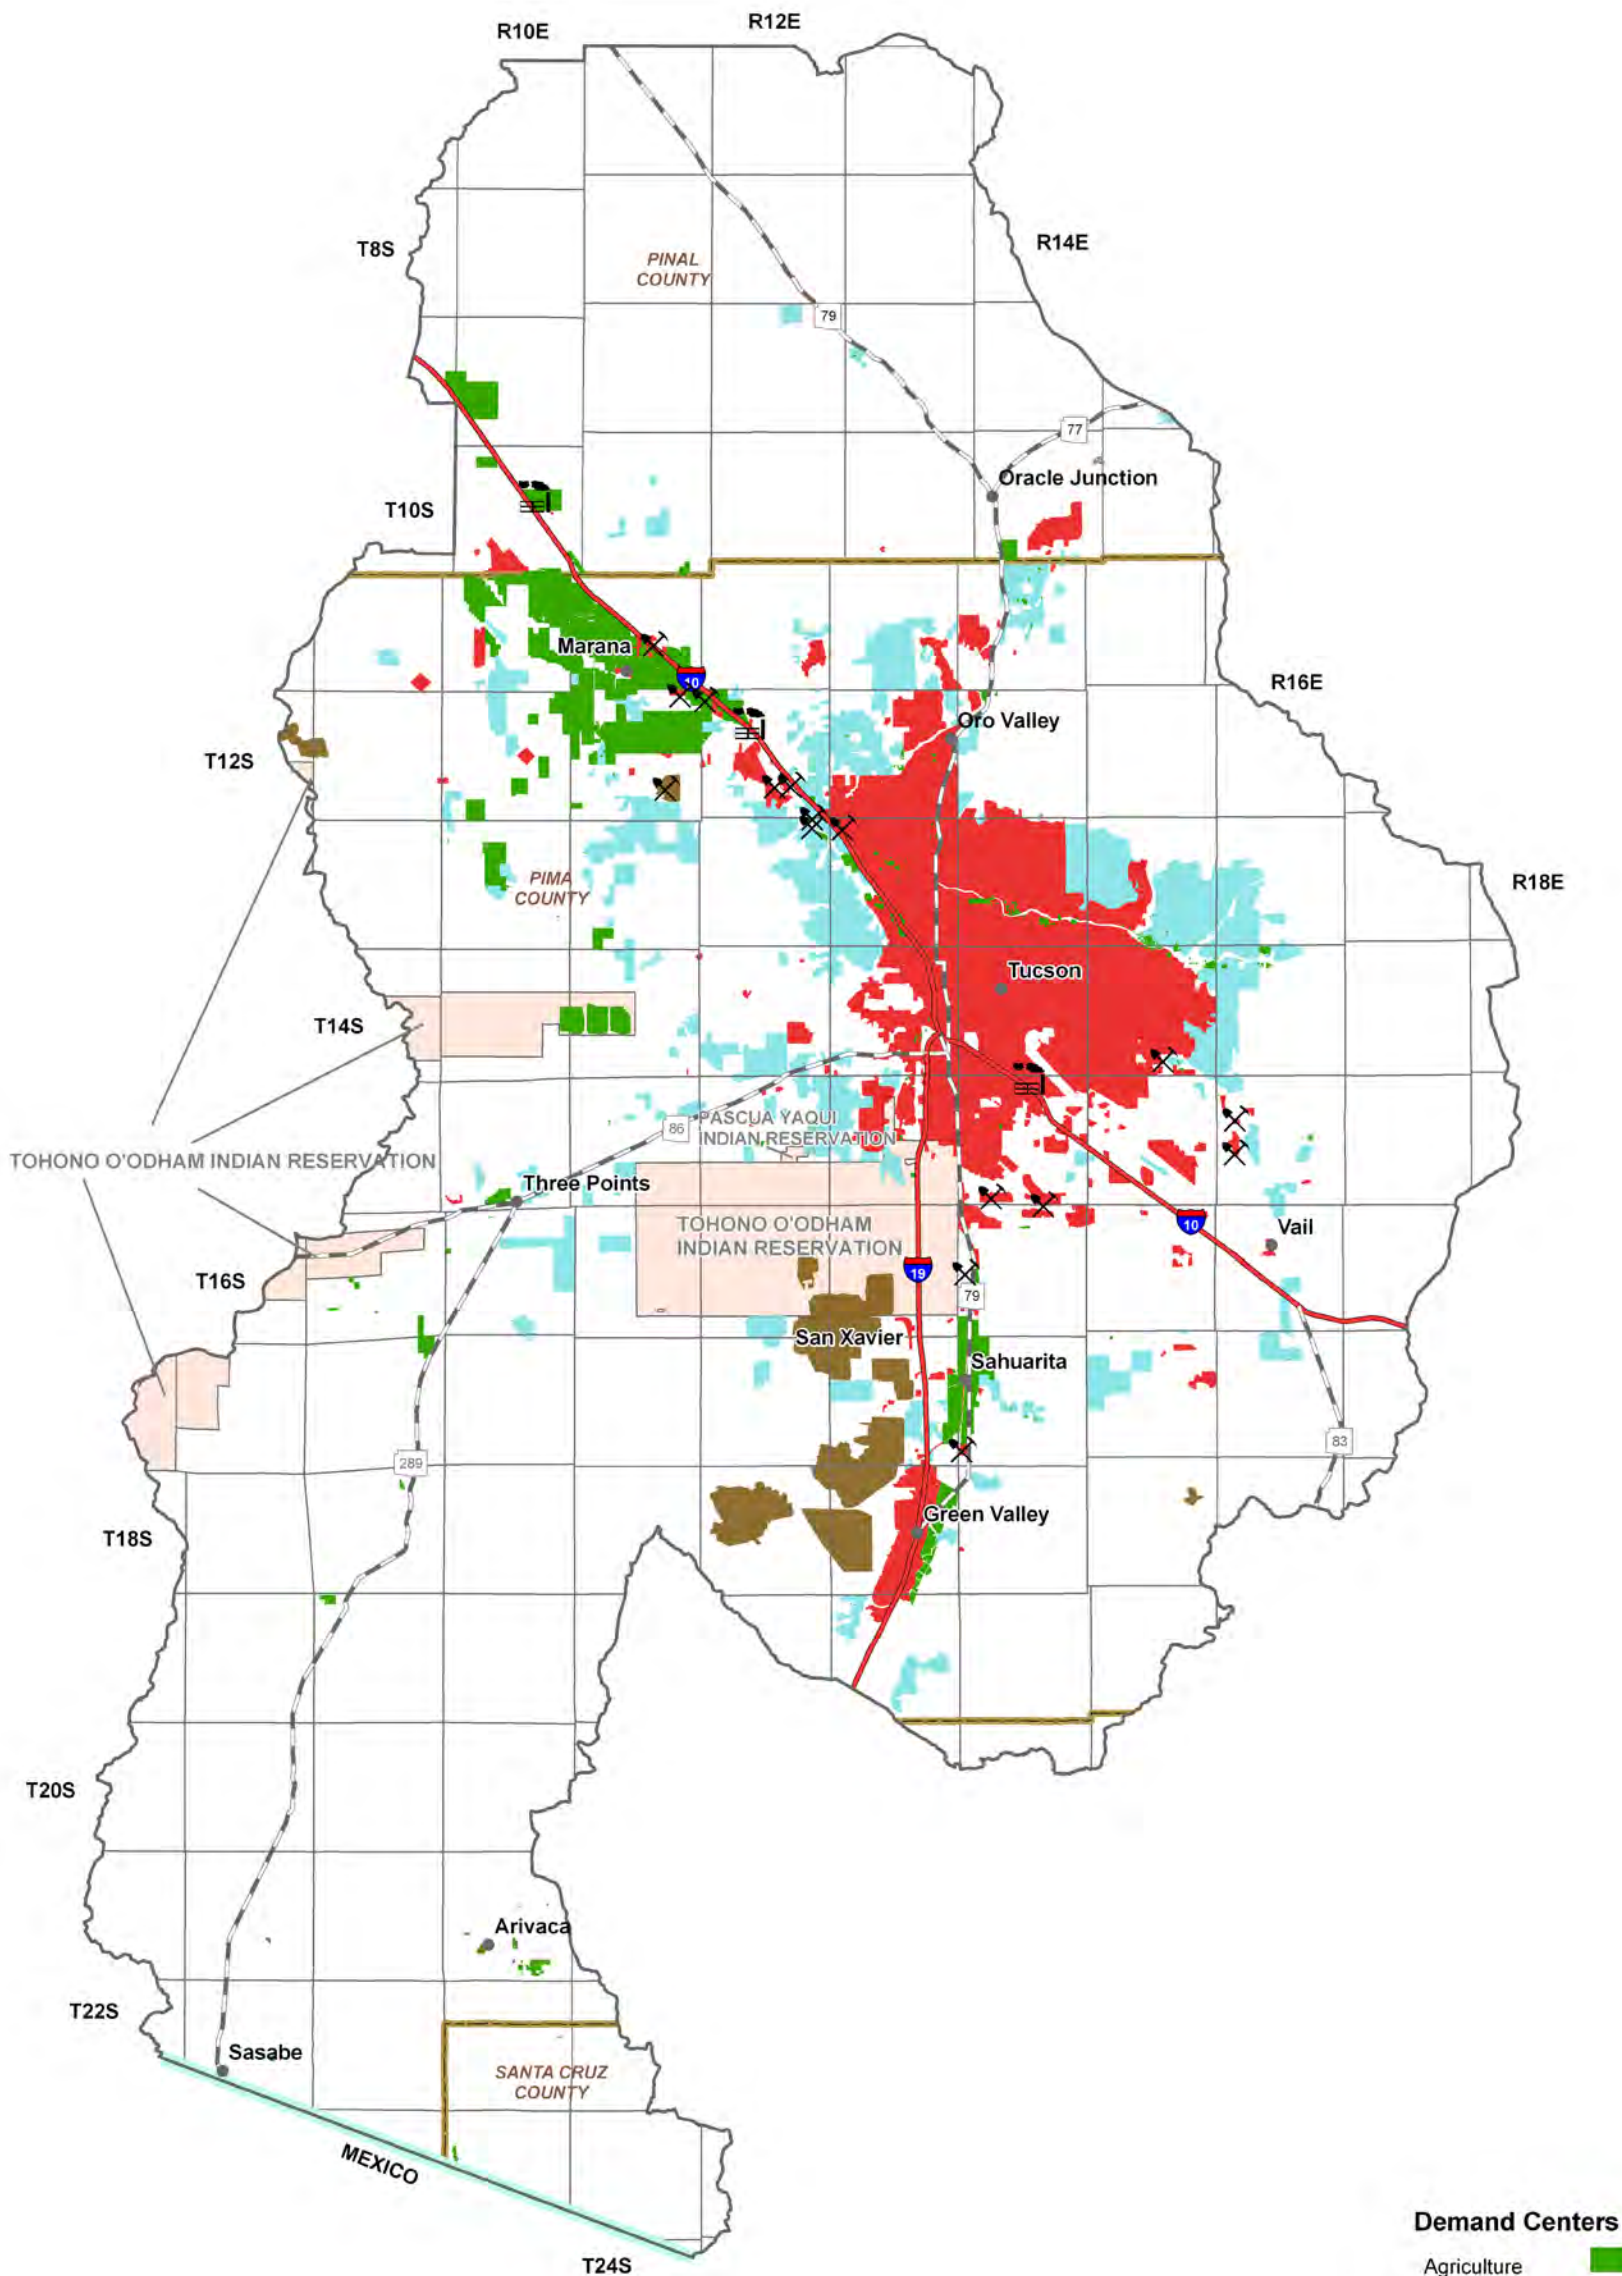 R12E
R10E
R14E
T8S
PINAL
COUNTY
79
77
Oracle Junction
T10S
Marana
10
R16E
Oro Valley
T12S
PIMA
COUNTY
R18E
Tucson
T14S
86
PASCUA YAQUI
INDIAN RESERVATION
TOHONO O'ODHAM INDIAN RESERVATION
Three Points
TOHONO O'ODHAM
INDIAN RESERVATION
10
Vail
T16S
19
79
San Xavier
Sahuarita
83
289
Green Valley
T18S
T20S
Arivaca
T22S
Sasabe
SANTA CRUZ
COUNTY
MEXICO
T24S
Demand Centers
Agriculture